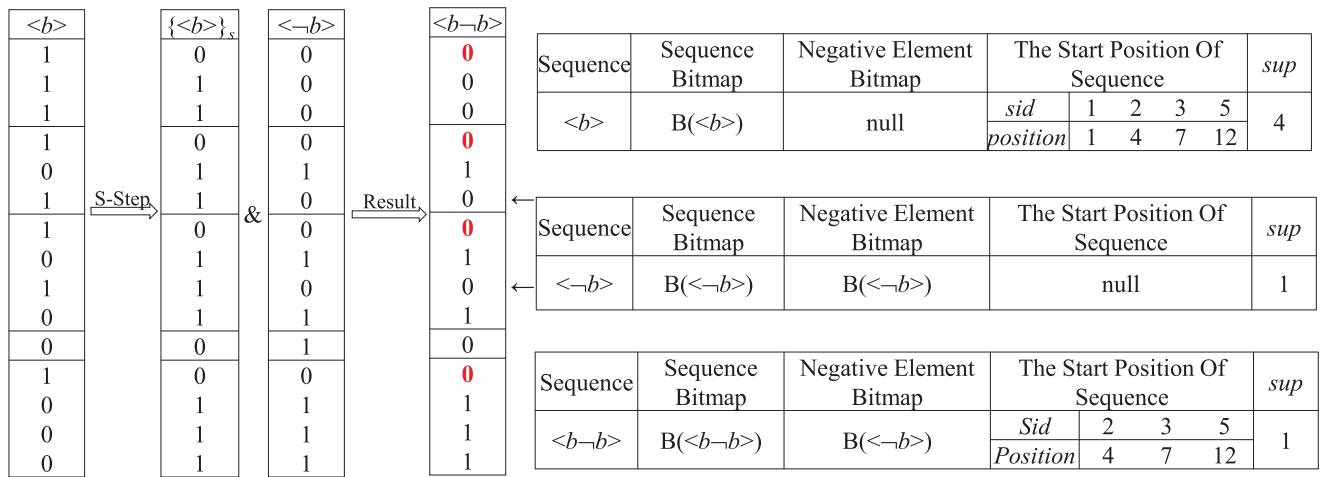 <b> {<b>}s <¬b> <b¬b>
1 0 0 0
1 1 0 0
1 1 0 0
1 0 0 0
0 1 1 1
1 S-Step 1 & 0 Result 0 ←
1 0 0 0
0 1 1 1
1 1 0 0 ←
0 1 1 1
0 0 1 0
1 0 0 0
0 1 1 1
0 1 1 1
0 1 1 1
Sequence Sequence Bitmap Negative Element Bitmap The Start Position Of Sequence sup
<b> B(<b>) null 4
sid 1 2 3 5
position 1 4 7 12
Sequence Sequence Bitmap Negative Element Bitmap The Start Position Of Sequence sup
<¬b> B(<¬b>) B(<¬b>) null 1
Sequence Sequence Bitmap Negative Element Bitmap The Start Position Of Sequence sup
<b¬b> B(<b¬b>) B(<¬b>) 1
Sid 2 3 5
Position 4 7 12